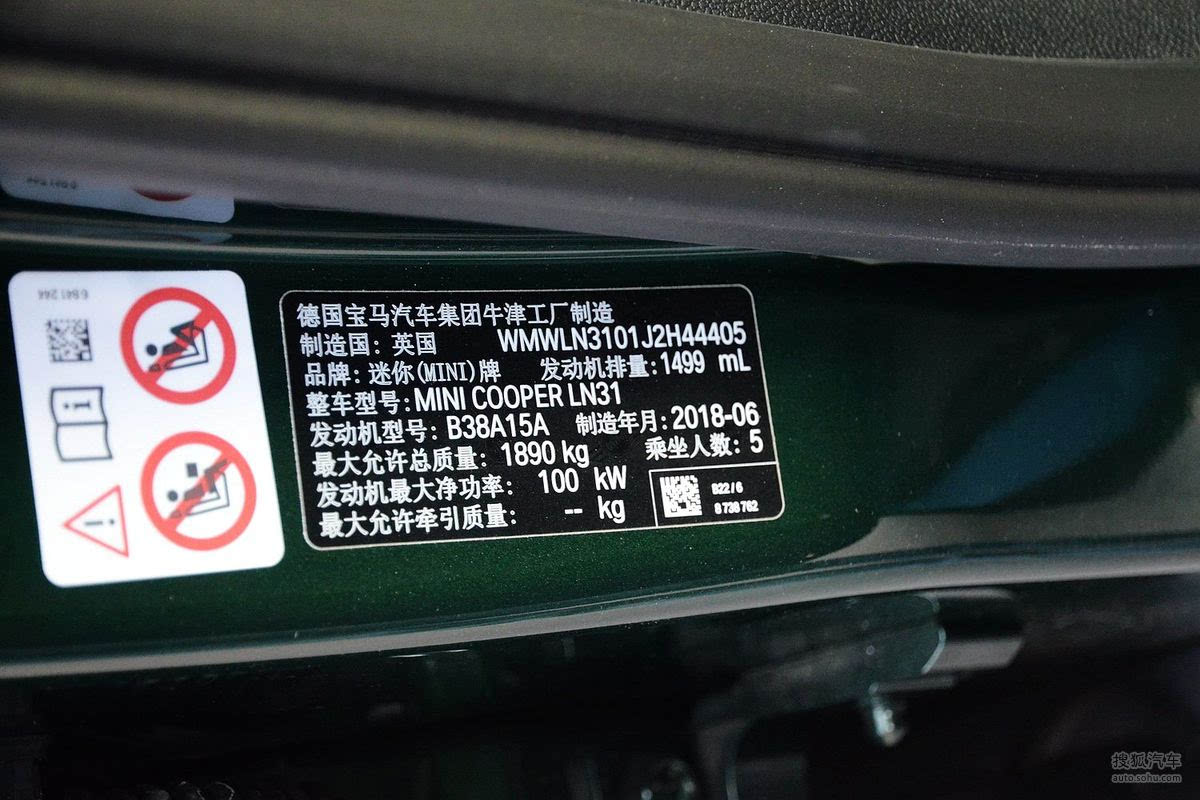 6841244
德国宝马汽车集团牛津工厂制造
制造国：英国 WMWLN3101J2H44405
品牌：迷你(MINI)牌 发动机排量：1499 mL
整车型号：MINI COOPER LN31
发动机型号：B38A15A 制造年月：2018-06
最大允许总质量：1890 kg 乘坐人数：5
发动机最大净功率：100 kW
最大允许牵引质量：-- kg
B22/6
8738762
搜狐汽车
auto.sohu.com